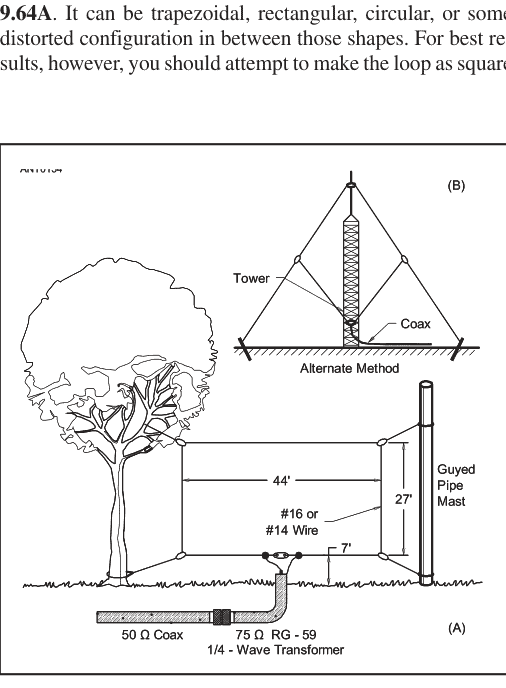 9.64A. It can be trapezoidal, rectangular, circular, or some
distorted configuration in between those shapes. For best re-
sults, however, you should attempt to make the loop as square
(B)
Tower
Coax
Alternate Method
44'
27'
Guyed
Pipe
Mast
#16 or
#14 Wire
7'
50 Ω Coax
75 Ω RG - 59
1/4 - Wave Transformer
(A)